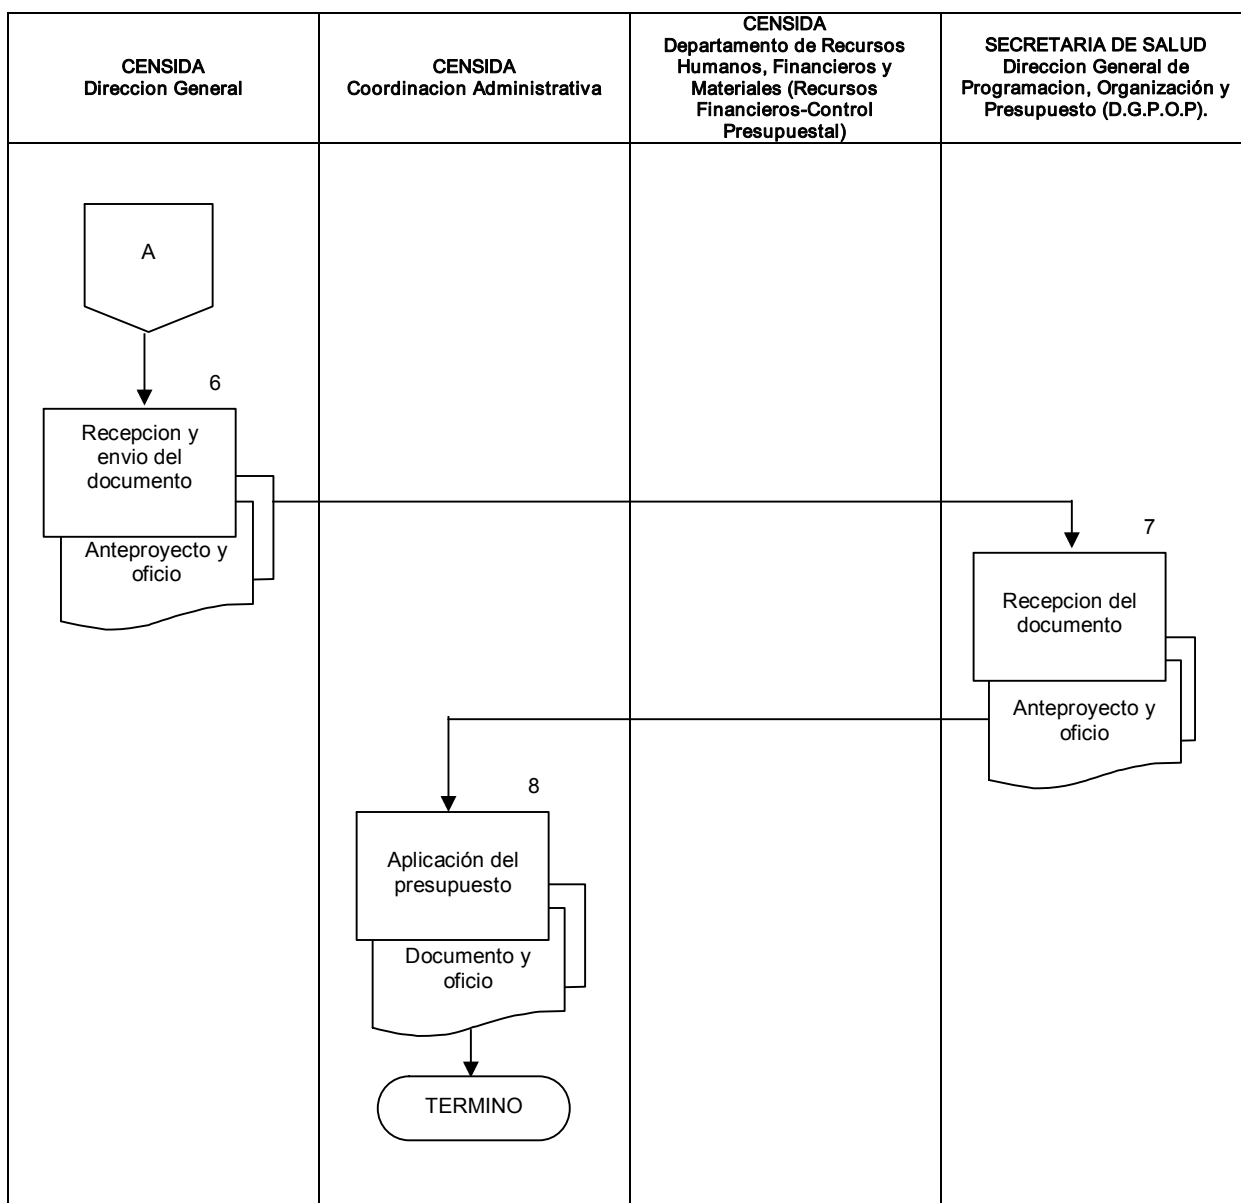 CENSIDA
Direccion General
CENSIDA
Coordinacion Administrativa
CENSIDA
Departamento de Recursos
Humanos, Financieros y
Materiales (Recursos
Financieros-Control
Presupuestal)
SECRETARIA DE SALUD
Direccion General de
Programacion, Organización y
Presupuesto (D.G.P.O.P).
A
6
Recepcion y
envio del
documento
Anteproyecto y
oficio
7
Recepcion del
documento
Anteproyecto y
oficio
8
Aplicación del
presupuesto
Documento y
oficio
TERMINO